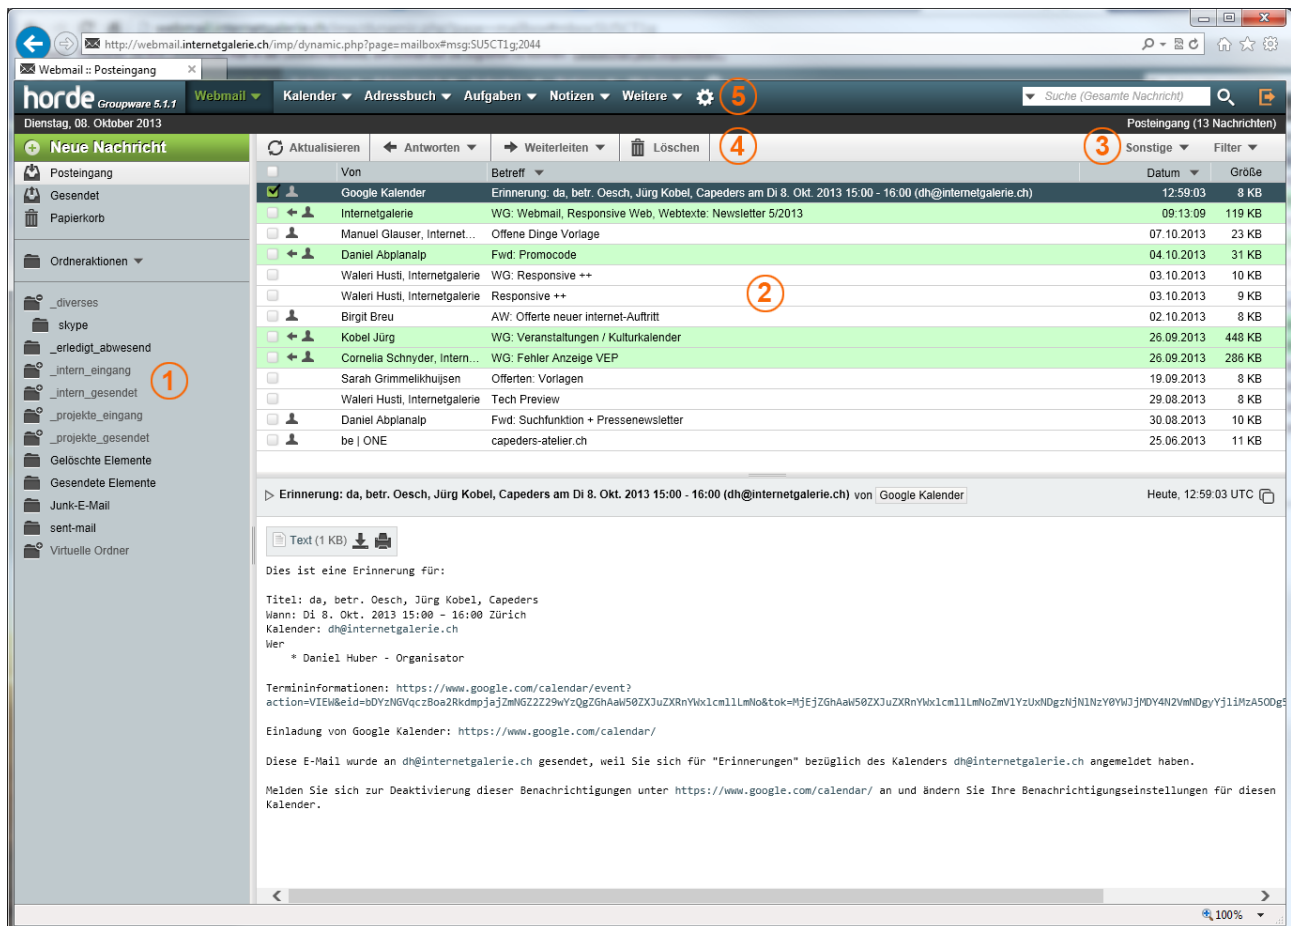 http://webmail.internetgalerie.ch/imp/dynamic.php?page=mailbox#msg:SU5CT1g;2044
Webmail :: Posteingang
horde Groupware 5.1.1 Webmail Kalender Adressbuch Aufgaben Notizen Weitere 5 Suche (Gesamte Nachricht)
Dienstag, 08. Oktober 2013 Posteingang (13 Nachrichten)
Neue Nachricht Aktualisieren Antworten Weiterleiten Löschen 4 3 Sonstige Filter
Posteingang
Gesendet
Papierkorb
Ordneraktionen
_diverses
skype
_erledigt_abwesend
_intern_eingang
1
_intern_gesendet
_projekte_eingang
_projekte_gesendet
Gelöschte Elemente
Gesendete Elemente
Junk-E-Mail
sent-mail
Virtuelle Ordner
Von Betreff Datum Größe
Google Kalender Erinnerung: da, betr. Oesch, Jürg Kobel, Capeders am Di 8. Okt. 2013 15:00 - 16:00 (dh@internetgalerie.ch) 12:59:03 8 KB
Internetgalerie WG: Webmail, Responsive Web, Webtexte: Newsletter 5/2013 09:13:09 119 KB
Manuel Glauser, Internet... Offene Dinge Vorlage 07.10.2013 23 KB
Daniel Abplanalp Fwd: Promocode 04.10.2013 31 KB
Waleri Husti, Internetgalerie WG: Responsive ++ 03.10.2013 10 KB
2
Waleri Husti, Internetgalerie Responsive ++ 03.10.2013 9 KB
Birgit Breu AW: Offerte neuer internet-Auftritt 02.10.2013 8 KB
Kobel Jürg WG: Veranstaltungen / Kulturkalender 26.09.2013 448 KB
Cornelia Schnyder, Intern... WG: Fehler Anzeige VEP 26.09.2013 286 KB
Sarah Grimmelikhuijsen Offerten: Vorlagen 19.09.2013 8 KB
Waleri Husti, Internetgalerie Tech Preview 29.08.2013 8 KB
Daniel Abplanalp Fwd: Suchfunktion + Pressenewsletter 30.08.2013 10 KB
be | ONE capeders-atelier.ch 25.06.2013 11 KB
Erinnerung: da, betr. Oesch, Jürg Kobel, Capeders am Di 8. Okt. 2013 15:00 - 16:00 (dh@internetgalerie.ch) von Google Kalender Heute, 12:59:03 UTC
Text (1 KB)
Dies ist eine Erinnerung für:
Titel: da, betr. Oesch, Jürg Kobel, Capeders
Wann: Di 8. Okt. 2013 15:00 – 16:00 Zürich
Kalender: dh@internetgalerie.ch
Wer
* Daniel Huber - Organisator
Termininformationen: https://www.google.com/calendar/event?
Einladung von Google Kalender: https://www.google.com/calendar/
Diese E-Mail wurde an dh@internetgalerie.ch gesendet, weil Sie sich für "Erinnerungen" bezüglich des Kalenders dh@internetgalerie.ch angemeldet haben.
Melden Sie sich zur Deaktivierung dieser Benachrichtigungen unter https://www.google.com/calendar/ an und ändern Sie Ihre Benachrichtigungseinstellungen für diesen
Kalender.
100%